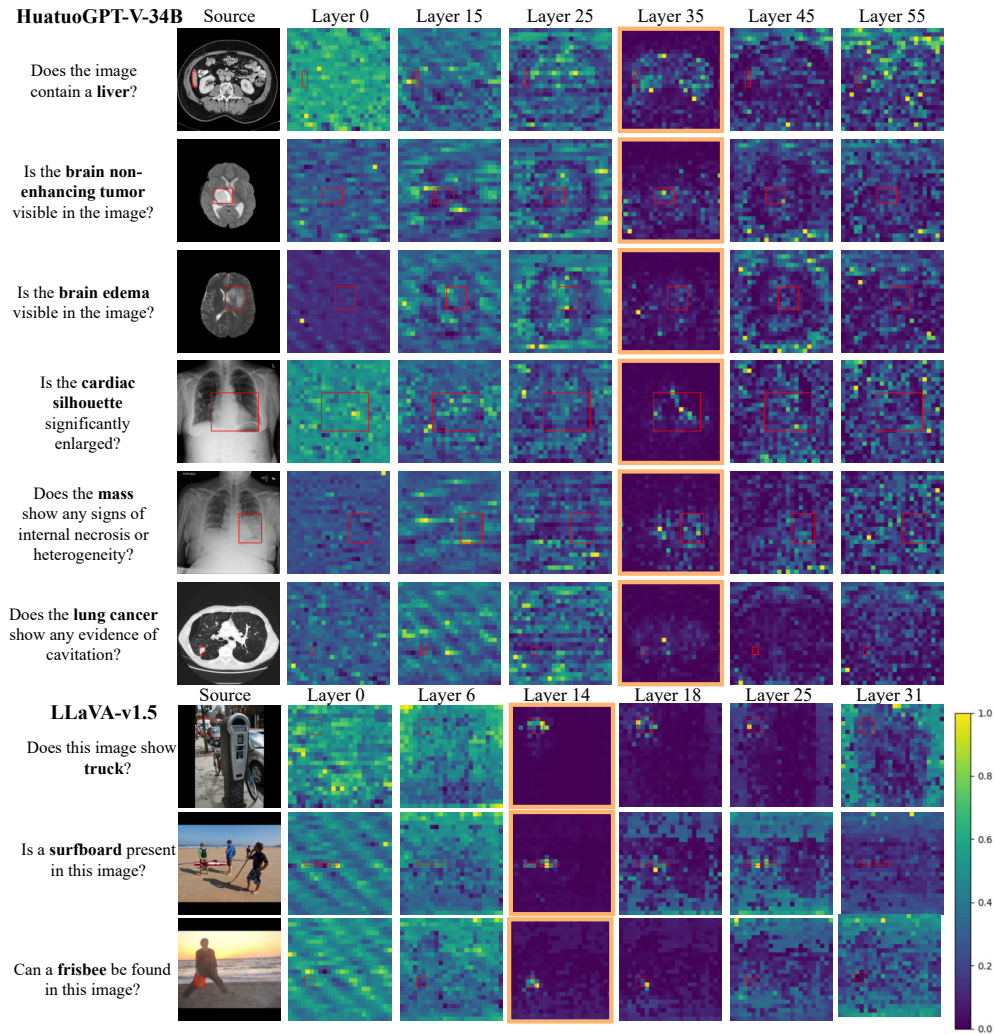 HuatuoGPT-V-34B Source Layer 0 Layer 15 Layer 25 Layer 35 Layer 45 Layer 55
Does the image
contain a liver?
Is the brain non-
enhancing tumor
visible in the image?
Is the brain edema
visible in the image?
Is the cardiac
silhouette
significantly
enlarged?
L
Does the mass
show any signs of
internal necrosis or
heterogeneity?
Does the lung cancer
show any evidence of
cavitation?
Source Layer 0 Layer 6 Layer 14 Layer 18 Layer 25 Layer 31
LLaVA-v1.5
Does this image show
truck?
Is a surfboard present
in this image?
Can a frisbee be found
in this image?
1.0
0.8
0.6
0.4
0.2
0.0